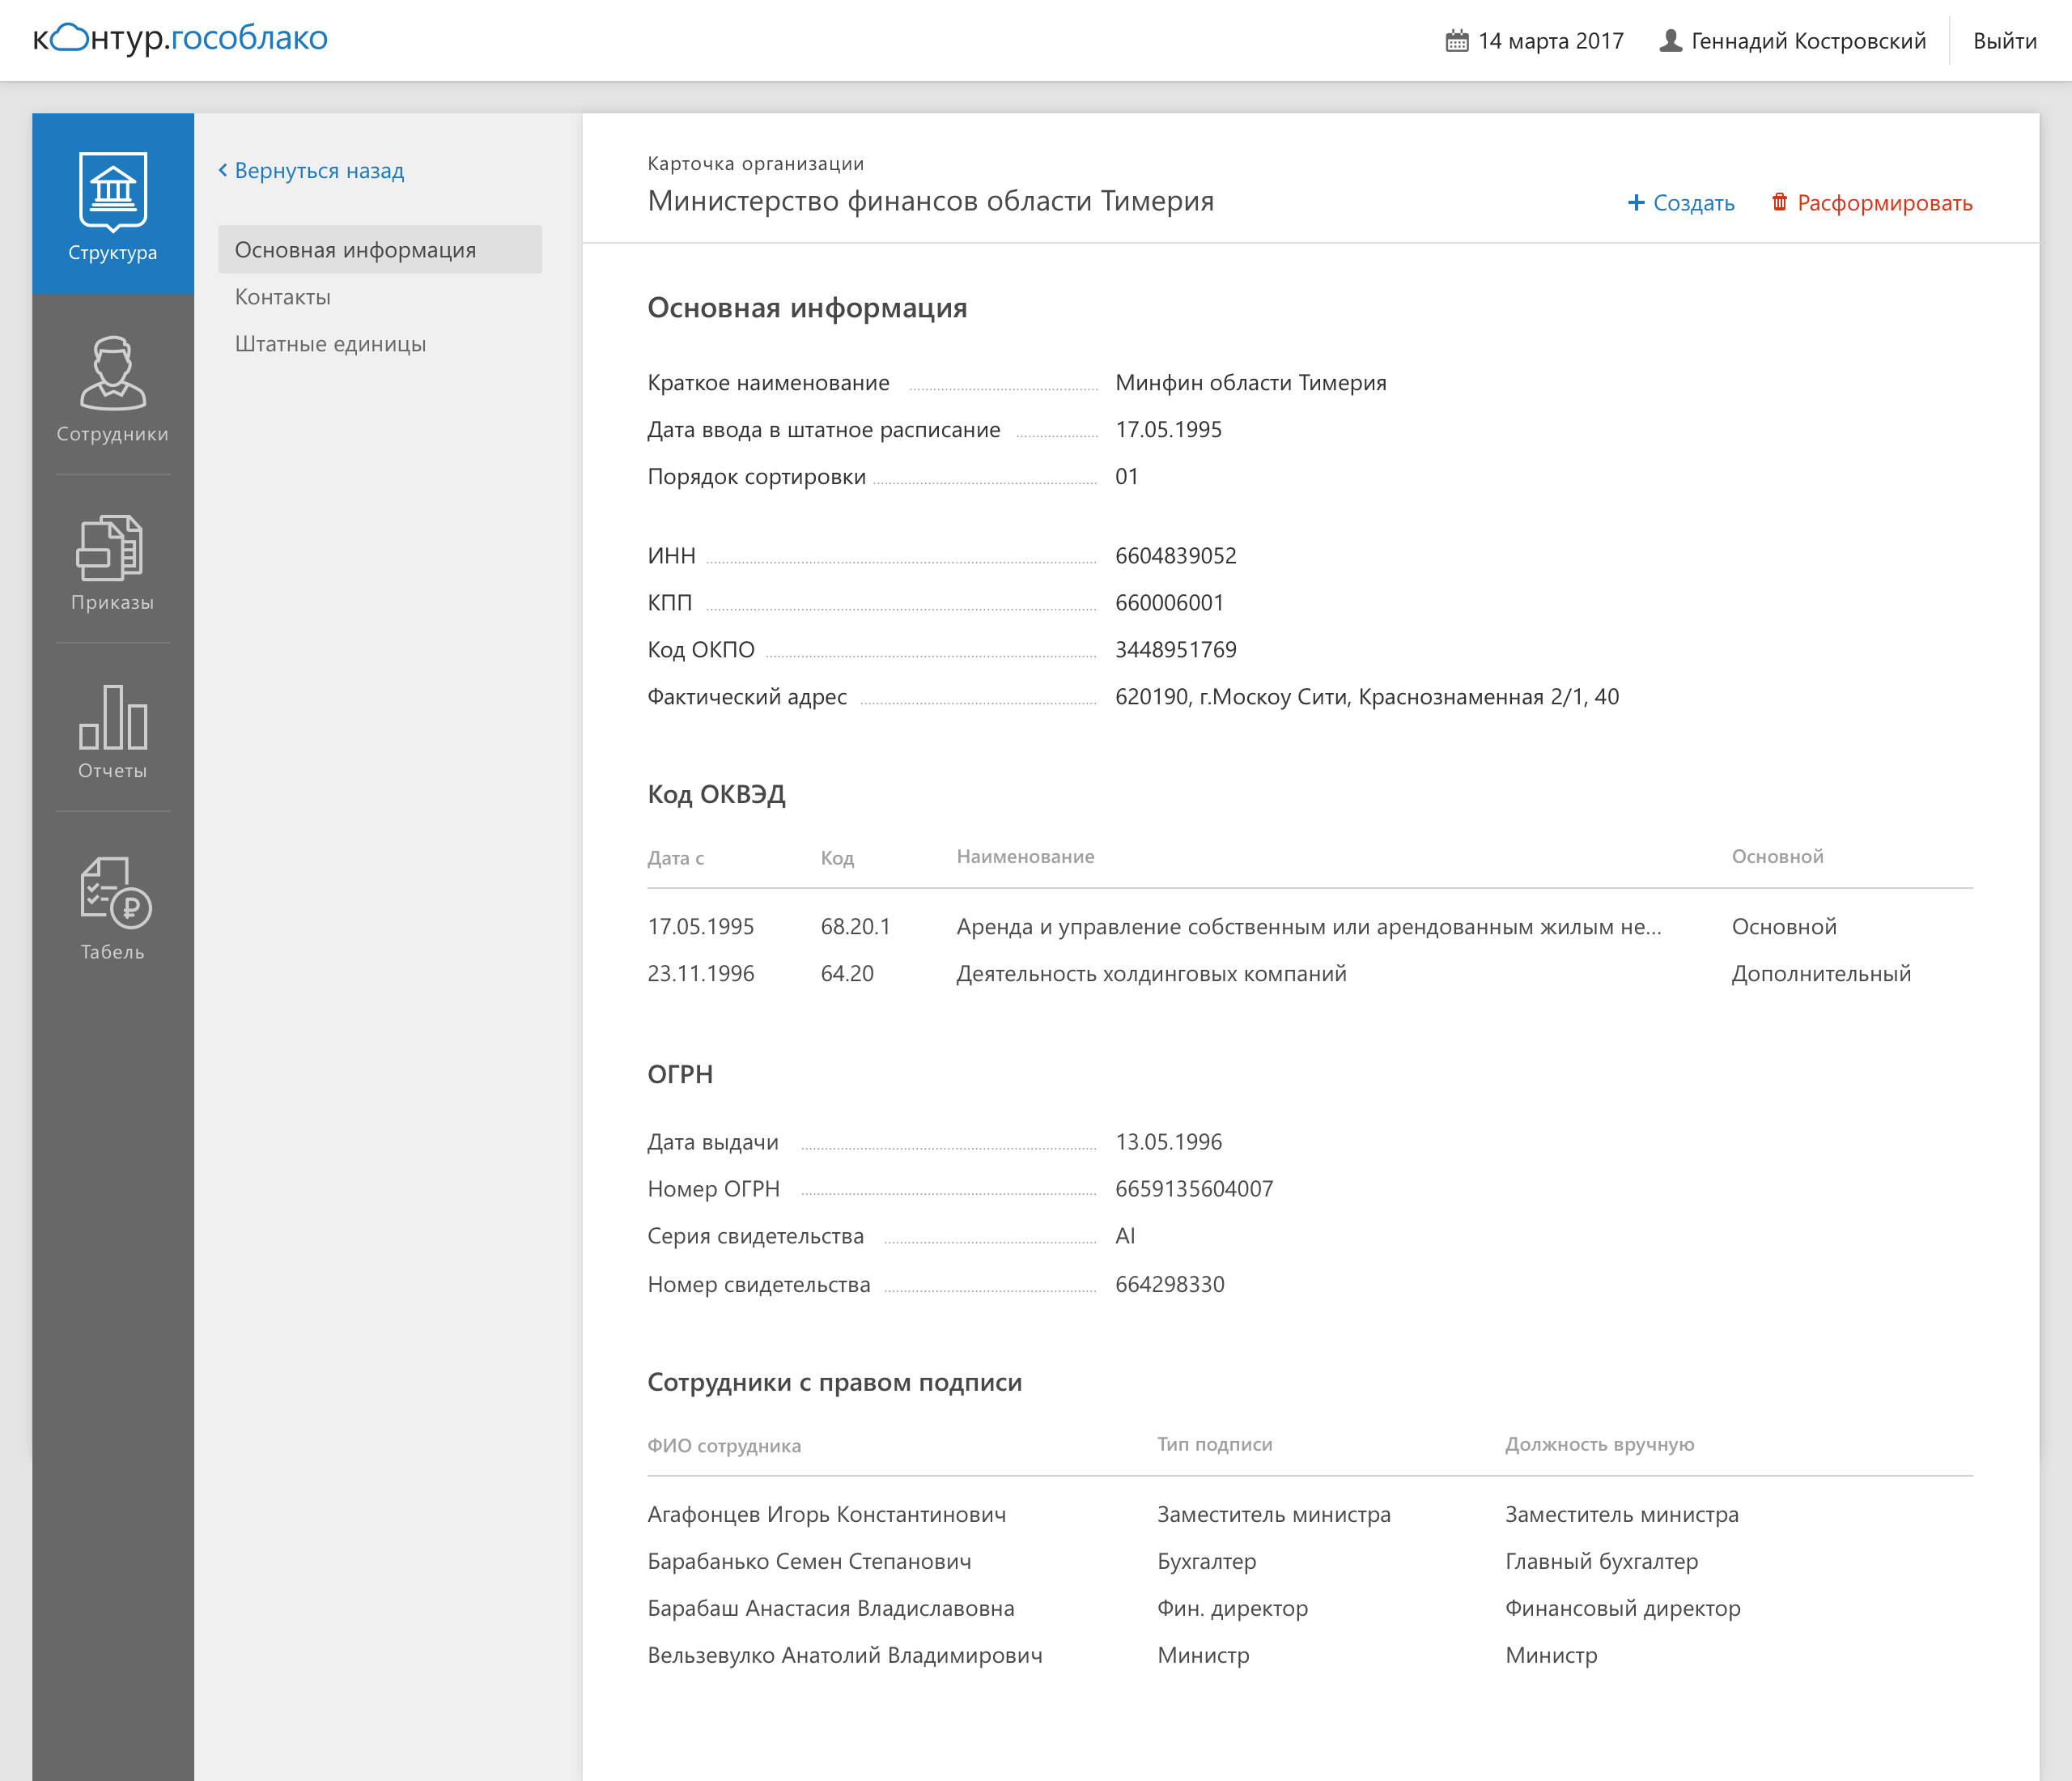 контур.гособлако
14 марта 2017 Геннадий Костровский Выйти
Структура
Сотрудники
Приказы
Отчеты
Табель
Вернуться назад
Основная информация
Контакты
Штатные единицы
Карточка организации
Министерство финансов области Тимерия
+ Создать Расформировать
Основная информация
Краткое наименование Минфин области Тимерия
Дата ввода в штатное расписание 17.05.1995
Порядок сортировки 01
ИНН 6604839052
КПП 660006001
Код ОКПО 3448951769
Фактический адрес 620190, г.Москоу Сити, Краснознаменная 2/1, 40
Код ОКВЭД
Дата с Код Наименование Основной
17.05.1995 68.20.1 Аренда и управление собственным или арендованным жилым не... Основной
23.11.1996 64.20 Деятельность холдинговых компаний Дополнительный
ОГРН
Дата выдачи 13.05.1996
Номер ОГРН 6659135604007
Серия свидетельства AI
Номер свидетельства 664298330
Сотрудники с правом подписи
ФИО сотрудника Тип подписи Должность вручную
Агафонцев Игорь Константинович Заместитель министра Заместитель министра
Барабанько Семен Степанович Бухгалтер Главный бухгалтер
Барабаш Анастасия Владиславовна Фин. директор Финансовый директор
Вельзевулко Анатолий Владимирович Министр Министр